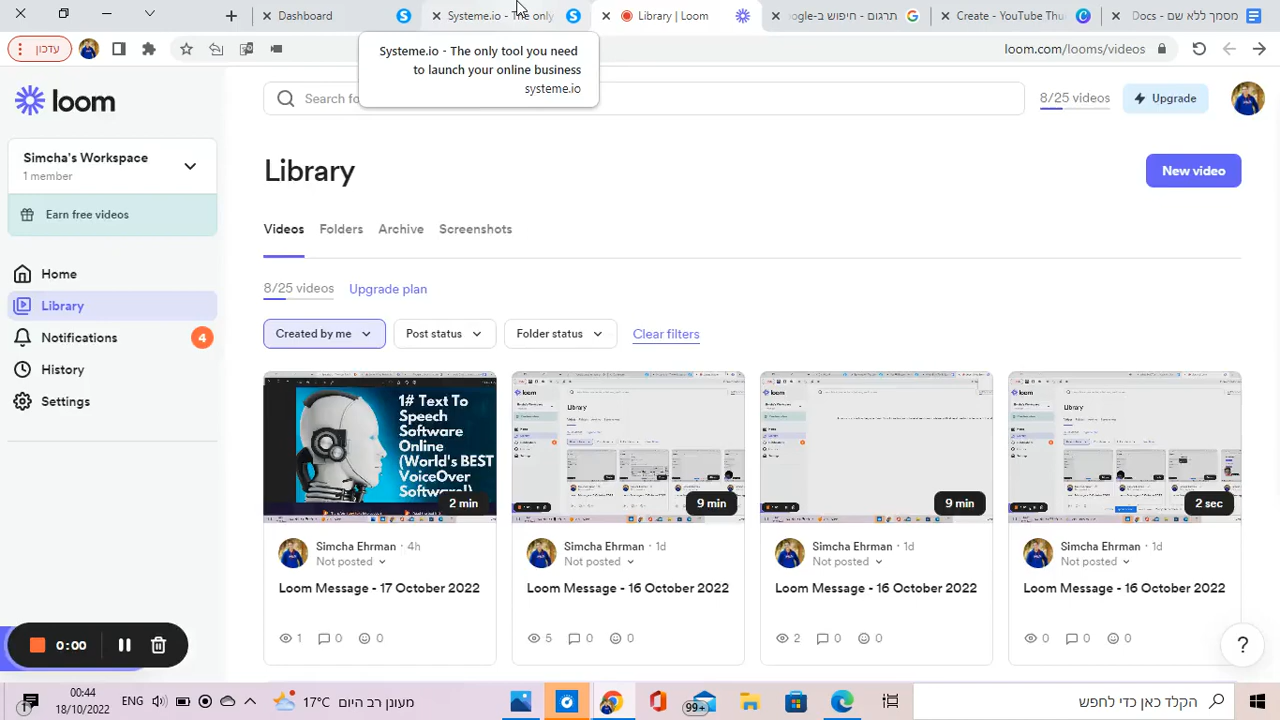 Dashboard
Systeme.io - The only
Library | Loom
תרגום - חיפוש ב-oogle
Create - YouTube Thu
מסמך ללא שם - Docs
עדכון
loom.com/looms/videos
Systeme.io - The only tool you need
to launch your online business
systeme.io
loom
Search fo
8/25 videos
Upgrade
Simcha's Workspace
1 member
Earn free videos
Home
Library
Notifications
4
History
Settings
Library
New video
Videos
Folders
Archive
Screenshots
8/25 videos
Upgrade plan
Created by me
Post status
Folder status
Clear filters
1# Text To
Speech
Software
Online
(World's BEST
VoiceOver
Software!)
2 min
9 min
9 min
2 sec
Simcha Ehrman · 4h
Not posted
Loom Message - 17 October 2022
1 0 0
Simcha Ehrman · 1d
Not posted
Loom Message - 16 October 2022
5 0 0
Simcha Ehrman · 1d
Not posted
Loom Message - 16 October 2022
2 0 0
Simcha Ehrman · 1d
Not posted
Loom Message - 16 October 2022
0 0 0
0:00
?
00:44
18/10/2022
ENG
17°C מעונן רב היום
99+
הקלד כאן כדי לחפש